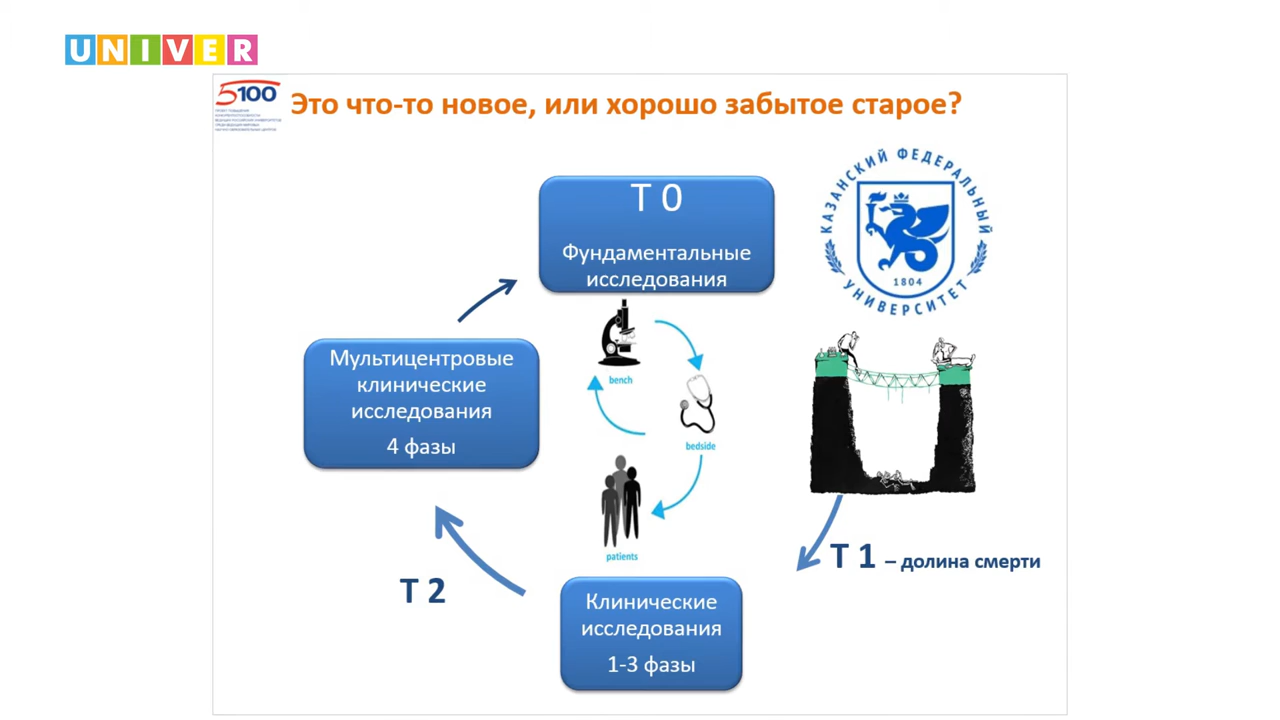 UNIVER
5100
Это что-то новое, или хорошо забытое старое?
Т 0
Фундаментальные
исследования
КАЗАНСКИЙ ФЕДЕРАЛЬНЫЙ
УНИВЕРСИТЕТ
1804
Мультицентровые
клинические
исследования
4 фазы
bench
bedside
patients
Т 1 – долина смерти
Т 2
Клинические
исследования
1-3 фазы